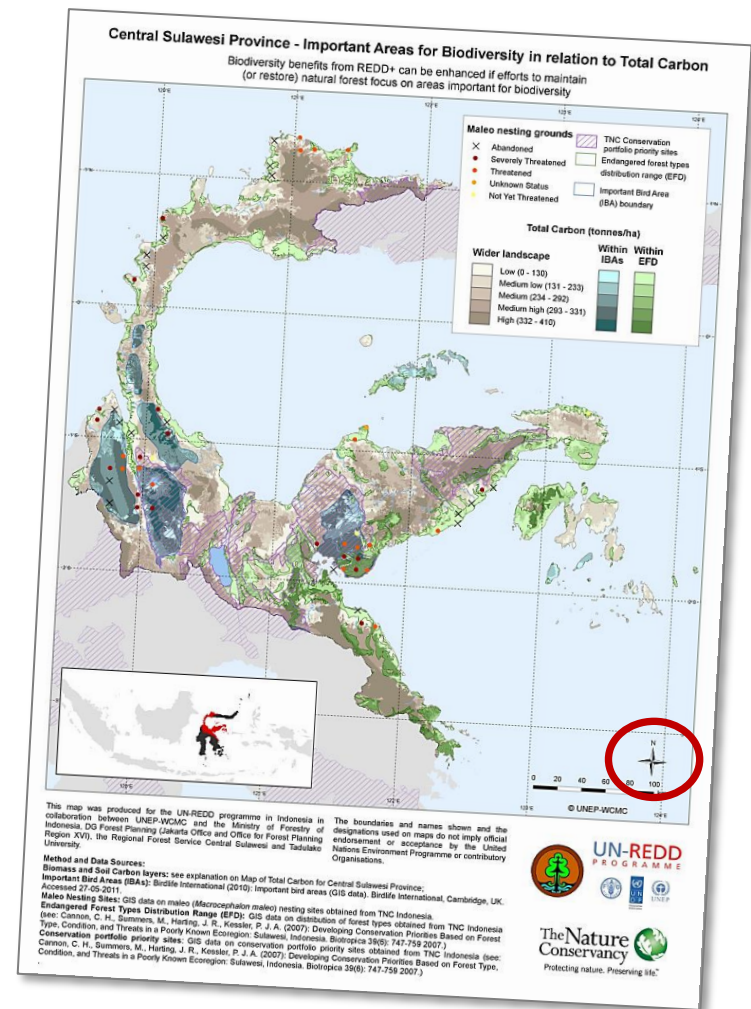 Central Sulawesi Province - Important Areas for Biodiversity in relation to Total Carbon
Biodiversity benefits from REDD+ can be enhanced if efforts to maintain
(or restore) natural forest focus on areas important for biodiversity
120°E
121°E
122°E
123°E
Maleo nesting grounds
Abandoned
Severely Threatened
Threatened
Unknown Status
Not Yet Threatened
TNC Conservation
portfolio priority sites
Endangered forest types
distribution range (EFD)
Important Bird Area
(IBA) boundary
Total Carbon (tonnes/ha)
Wider landscape
Within
IBAs
Within
EFD
Low (0 - 130)
Medium low (131 - 233)
Medium (234 - 292)
Medium high (293 - 331)
High (332 - 410)
N
0 20 40 60 80 100
© UNEP-WCMC
120°E
121°E
122°E
123°E
124°E
This map was produced for the UN-REDD programme in Indonesia in
collaboration between UNEP-WCMC and the Ministry of Forestry of
Indonesia, DG Forest Planning (Jakarta Office and Office for Forest Planning
Region XVI), the Regional Forest Service Central Sulawesi and Tadulako
University.
The boundaries and names shown and the
designations used on maps do not imply official
endorsement or acceptance by the United
Nations Environment Programme or contributory
Organisations.
Method and Data Sources:
Biomass and Soil Carbon layers: see explanation on Map of Total Carbon for Central Sulawesi Province;
Important Bird Areas (IBAs): Birdlife International (2010): Important bird areas (GIS data). Birdlife International, Cambridge, UK.
Accessed 27-05-2011.
Maleo Nesting Sites: GIS data on maleo (Macrocephalon maleo) nesting sites obtained from TNC Indonesia.
Endangered Forest Types Distribution Range (EFD): GIS data on distribution of forest types obtained from TNC Indonesia
(see: Cannon, C. H., Summers, M., Harting, J. R., Kessler, P. J. A. (2007): Developing Conservation Priorities Based on Forest
Type, Condition, and Threats in a Poorly Known Ecoregion: Sulawesi, Indonesia. Biotropica 39(6): 747-759 2007.)
Conservation portfolio priority sites: GIS data on conservation portfolio priority sites obtained from TNC Indonesia (see:
Cannon, C. H., Summers, M., Harting, J. R., Kessler, P. J. A. (2007): Developing Conservation Priorities Based on Forest Type,
Condition, and Threats in a Poorly Known Ecoregion: Sulawesi, Indonesia. Biotropica 39(6): 747-759 2007.)
UN-REDD
PROGRAMME
UNEP
The Nature
Conservancy
Protecting nature. Preserving life.™